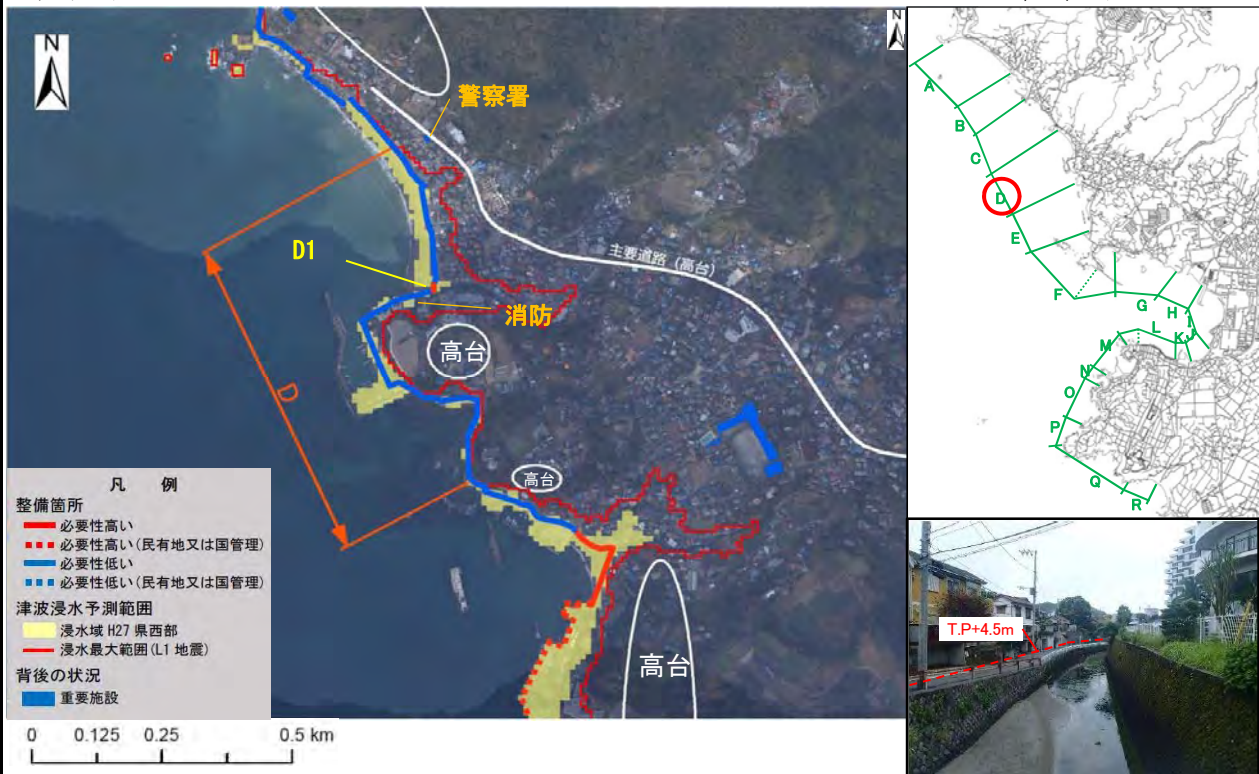 N
警察署
D1
主要道路（高台）
消防
高台
D
高台
高台
凡 例
整備箇所
必要性高い
必要性高い(民有地又は国管理)
必要性低い
必要性低い(民有地又は国管理)
津波浸水予測範囲
浸水域 H27 県西部
浸水最大範囲(L1 地震)
背後の状況
重要施設
0 0.125 0.25 0.5 km
N
A
B
C
D
E
F
G
H
I
J
K
L
M
N
O
P
Q
R
T.P+4.5m